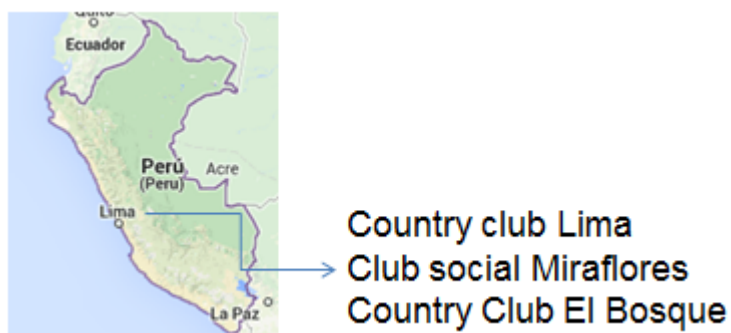 Quito
Ecuador
Perú
(Peru)
Acre
Lima
La Paz
Country club Lima
Club social Miraflores
Country Club El Bosque